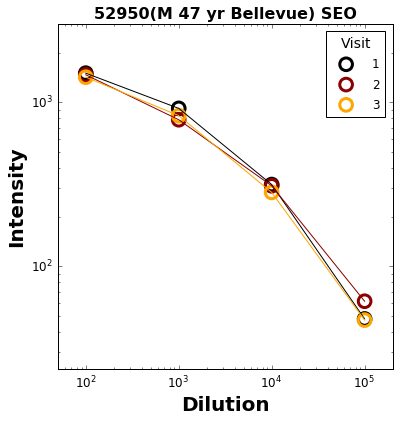 52950(M 47 yr Bellevue) SEO
Visit
1
2
3
Intensity
10³
10²
10² 10³ 10⁴ 10⁵
Dilution